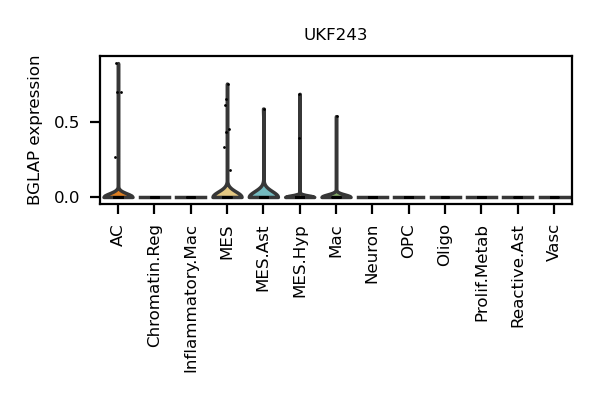 UKF243
BGLAP expression
0.5
0.0
AC
Chromatin.Reg
Inflammatory.Mac
MES
MES.Ast
MES.Hyp
Mac
Neuron
OPC
Oligo
Prolif.Metab
Reactive.Ast
Vasc